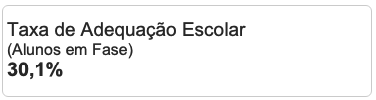 Taxa de Adequação Escolar
(Alunos em Fase)
30,1%